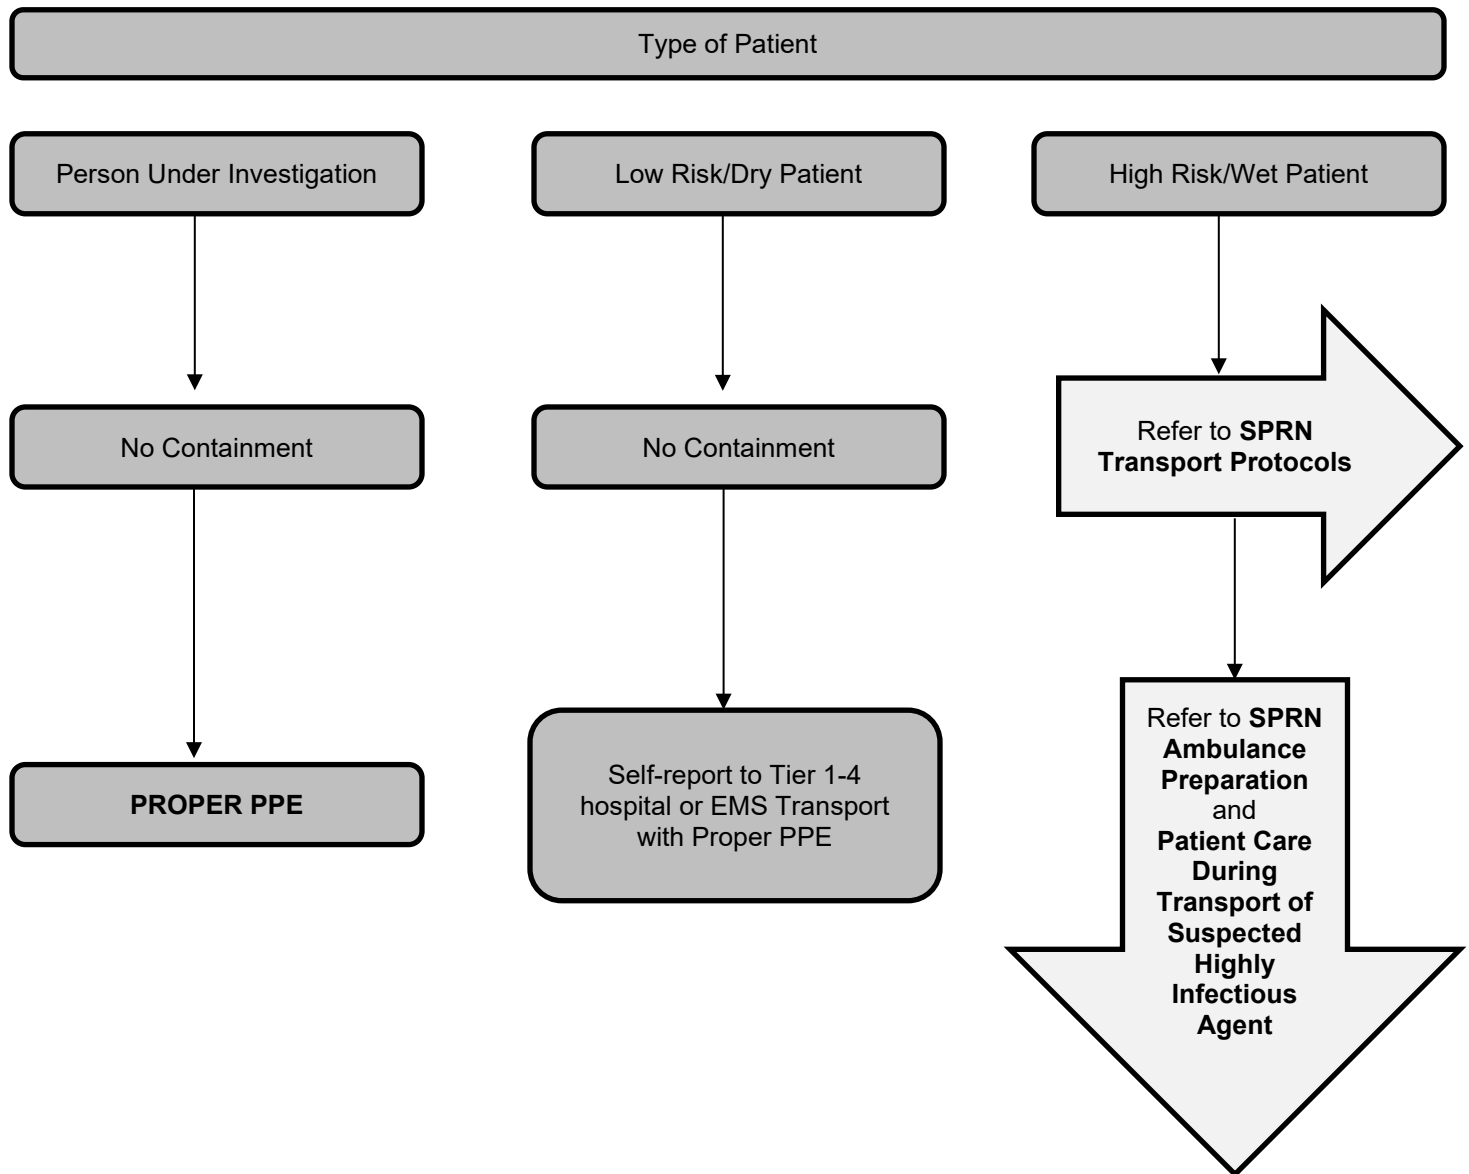 Type of Patient
Person Under Investigation
Low Risk/Dry Patient
High Risk/Wet Patient
No Containment
No Containment
Refer to SPRN
Transport Protocols
PROPER PPE
Self-report to Tier 1-4
hospital or EMS Transport
with Proper PPE
Refer to SPRN
Ambulance
Preparation
and
Patient Care
During
Transport of
Suspected
Highly
Infectious
Agent